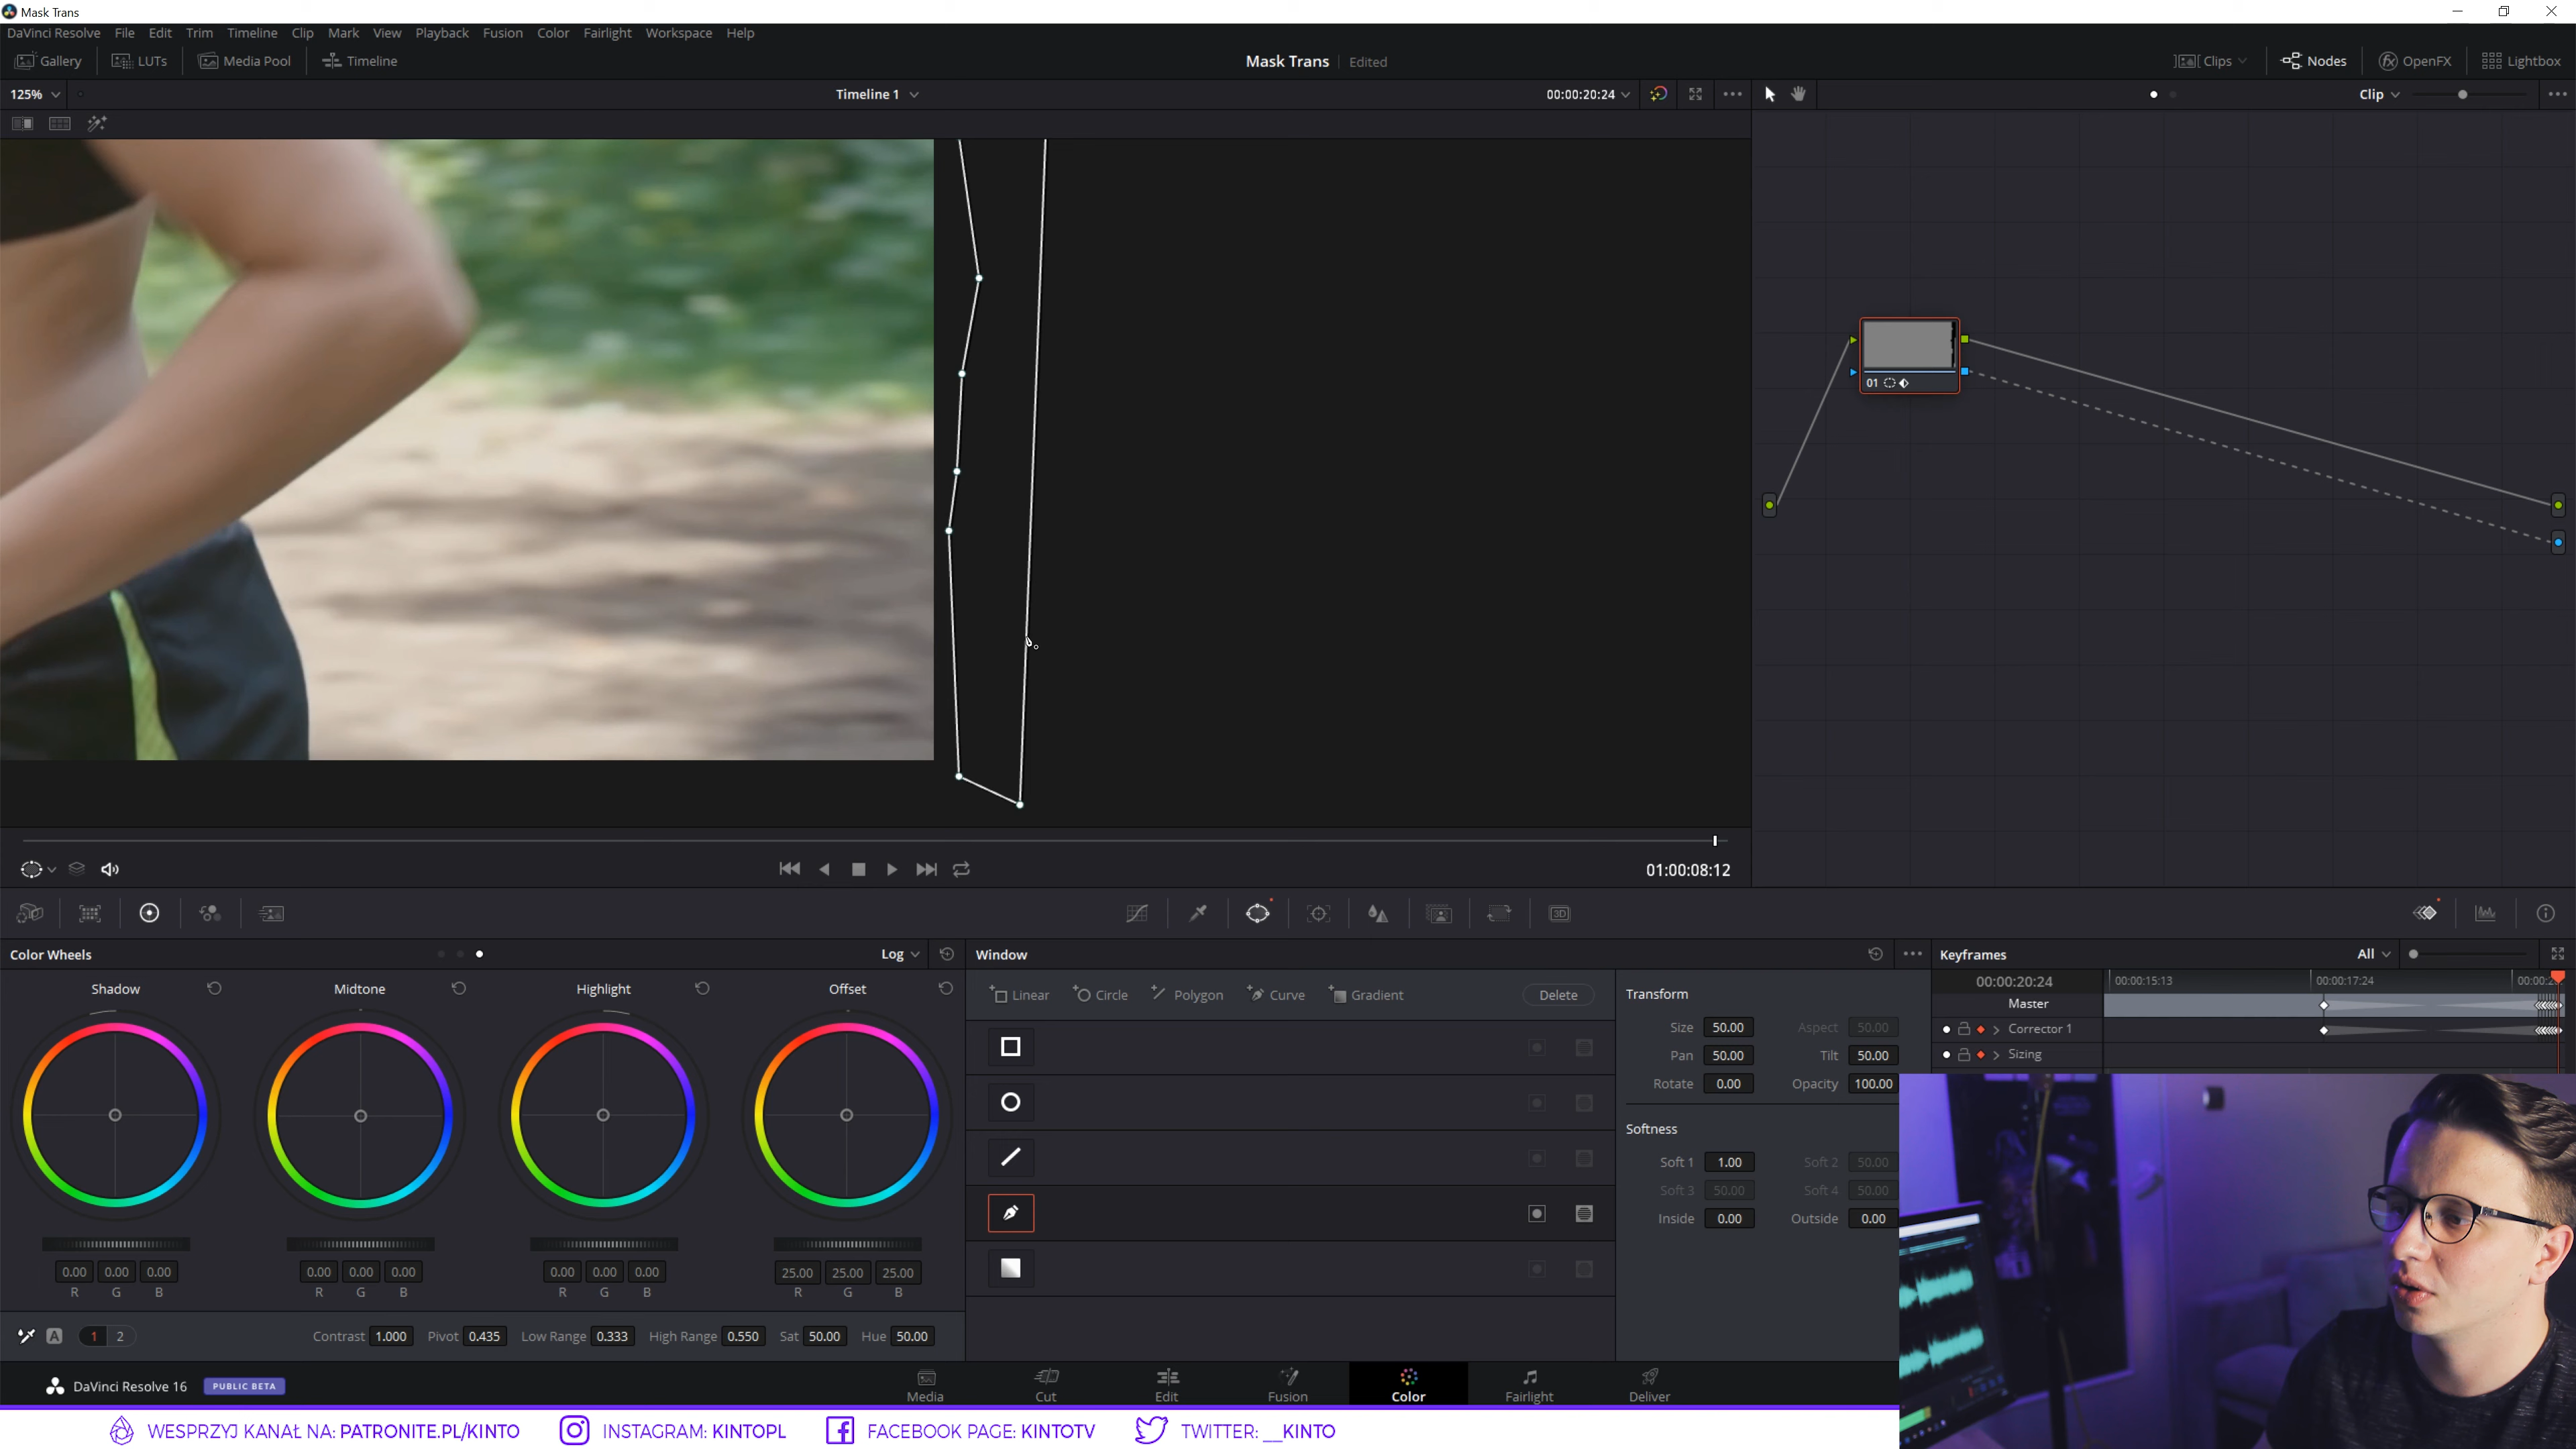 Mask Trans
DaVinci Resolve File Edit Trim Timeline Clip Mark View Playback Fusion Color Fairlight Workspace Help
Gallery LUTs Media Pool Timeline Mask Trans Edited Clips Nodes OpenFX Lightbox
125% Timeline 1 00:00:20:24 Clip
01
01:00:08:12
3D
Color Wheels Log Window Keyframes All
Shadow Midtone Highlight Offset
Linear Circle Polygon Curve Gradient Delete
Transform
Size 50.00 Aspect 50.00
Pan 50.00 Tilt 50.00
Rotate 0.00 Opacity 100.00
Softness
Soft 1 1.00 Soft 2 50.00
Soft 3 50.00 Soft 4 50.00
Inside 0.00 Outside 0.00
00:00:20:24 00:00:15:13 00:00:17:24
Master
Corrector 1
Sizing
0.00 0.00 0.00 0.00 0.00 0.00 0.00 0.00 0.00 25.00 25.00 25.00
R G B R G B R G B R G B
A 1 2 Contrast 1.000 Pivot 0.435 Low Range 0.333 High Range 0.550 Sat 50.00 Hue 50.00
DaVinci Resolve 16 PUBLIC BETA Media Cut Edit Fusion Color Fairlight Deliver
WESPRZYJ KANAŁ NA: PATRONITE.PL/KINTO INSTAGRAM: KINTOPL FACEBOOK PAGE: KINTOTV TWITTER: __KINTO